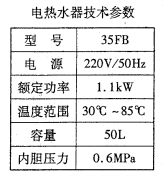 电热水器技术参数
型 号 35FB
电 源 220V/50Hz
额定功率 1.1kW
温度范围 30℃~85℃
容量 50L
内胆压力 0.6MPa